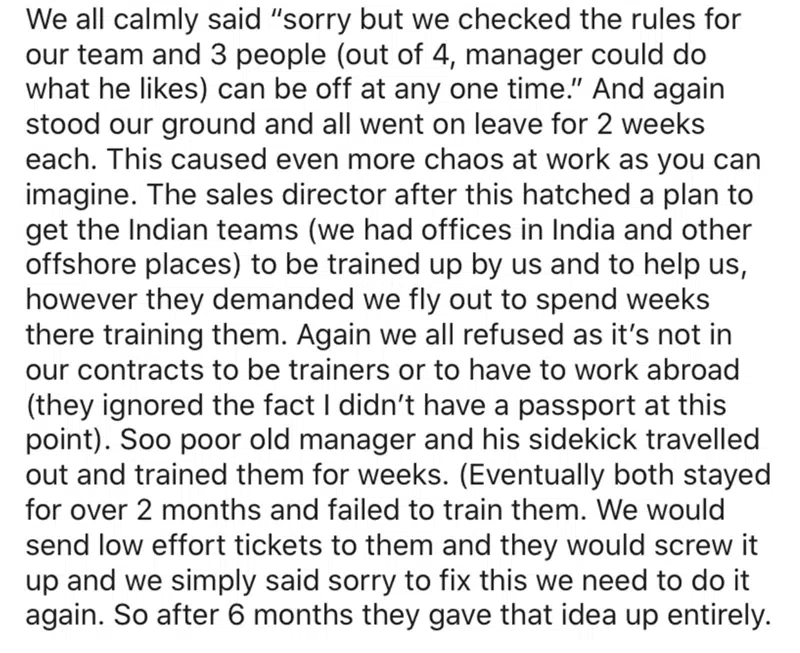 We all calmly said “sorry but we checked the rules for
our team and 3 people (out of 4, manager could do
what he likes) can be off at any one time.” And again
stood our ground and all went on leave for 2 weeks
each. This caused even more chaos at work as you can
imagine. The sales director after this hatched a plan to
get the Indian teams (we had offices in India and other
offshore places) to be trained up by us and to help us,
however they demanded we fly out to spend weeks
there training them. Again we all refused as it’s not in
our contracts to be trainers or to have to work abroad
(they ignored the fact I didn’t have a passport at this
point). Soo poor old manager and his sidekick travelled
out and trained them for weeks. (Eventually both stayed
for over 2 months and failed to train them. We would
send low effort tickets to them and they would screw it
up and we simply said sorry to fix this we need to do it
again. So after 6 months they gave that idea up entirely.